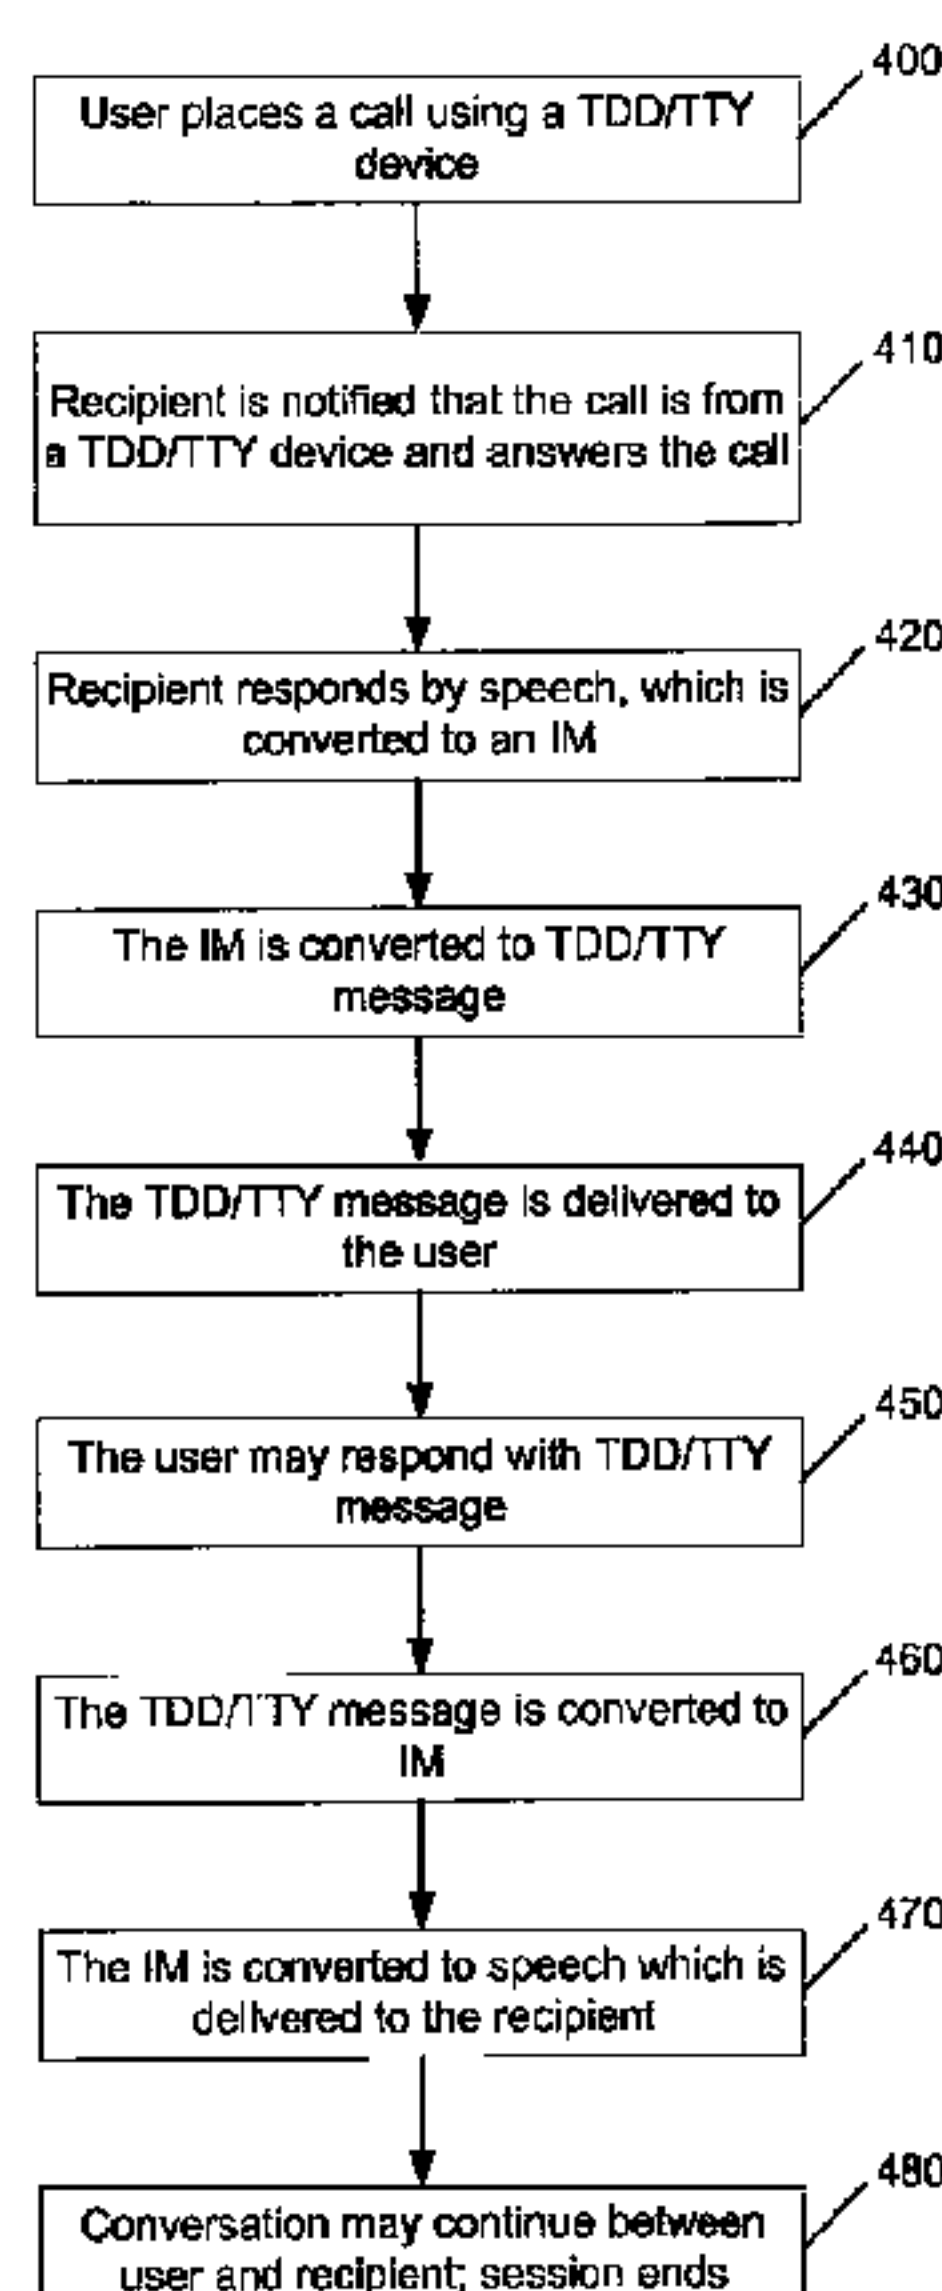 400
User places a call using a TDD/TTY
device
410
Recipient is notified that the call is from
a TDD/TTY device and answers the call
420
Recipient responds by speech, which is
converted to an IM
430
The IM is converted to TDD/TTY
message
440
The TDD/TTY message is delivered to
the user
450
The user may respond with TDD/TTY
message
460
The TDD/TTY message is converted to
IM
470
The IM is converted to speech which is
delivered to the recipient
480
Conversation may continue between
user and recipient; session ends